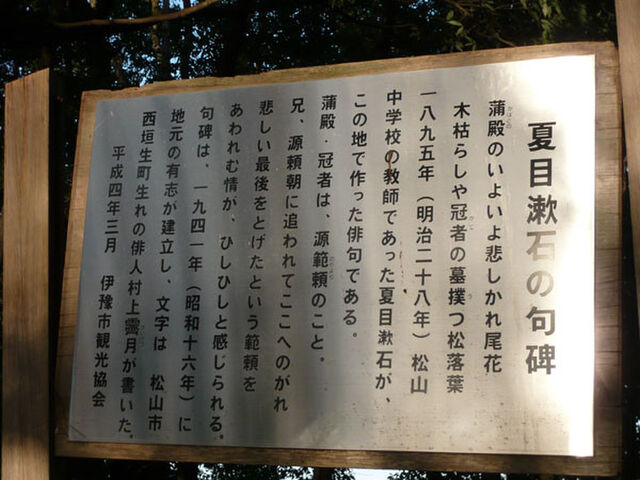 夏目漱石の句碑
蒲殿のいよいよ悲しかれ尾花
木枯らしや冠者の墓撲つ松落葉
一八九五年（明治二十八年）松山
中学校の教師であった夏目漱石が、
この地で作った俳句である。
蒲殿・冠者は、源範頼のこと。
兄、源頼朝に追われてここへのがれ
悲しい最後をとげたという範頼を
あわれむ情が、ひしひしと感じられる。
句碑は、一九四一年（昭和十六年）に
地元の有志が建立し、文字は 松山市
西垣生町生れの俳人村上霽月が書いた。
平成四年三月 伊豫市観光協会